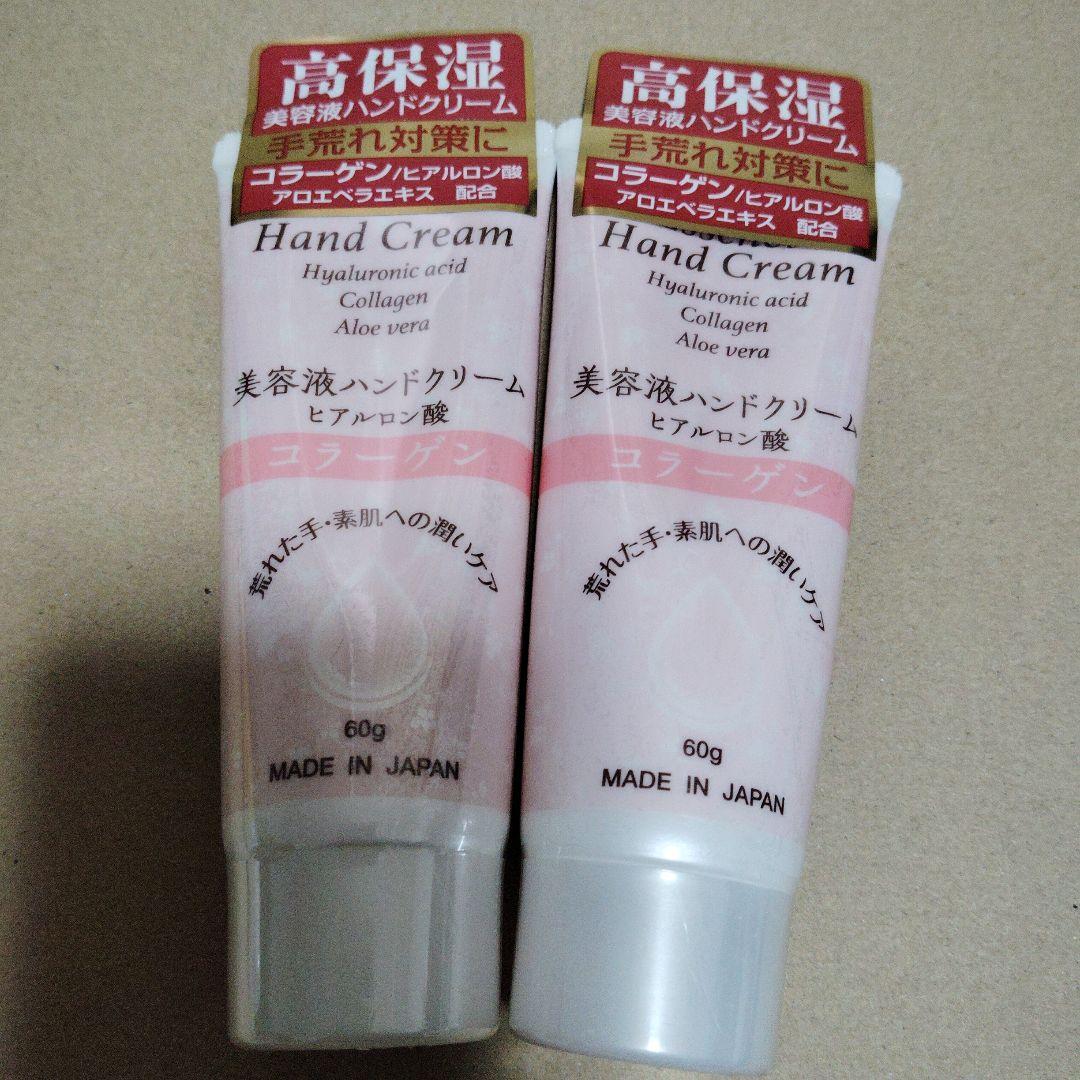 高保湿
美容液ハンドクリーム
手荒れ対策に
コラーゲン/ヒアルロン酸
アロエベラエキス 配合
Hand Cream
Hyaluronic acid
Collagen
Aloe vera
美容液ハンドクリーム
ヒアルロン酸
コラーゲン
荒れた手・素肌への潤いケア
60g
MADE IN JAPAN
高保湿
美容液ハンドクリーム
手荒れ対策に
コラーゲン/ヒアルロン酸
アロエベラエキス 配合
Hand Cream
Hyaluronic acid
Collagen
Aloe vera
美容液ハンドクリーム
ヒアルロン酸
コラーゲン
荒れた手・素肌への潤いケア
60g
MADE IN JAPAN